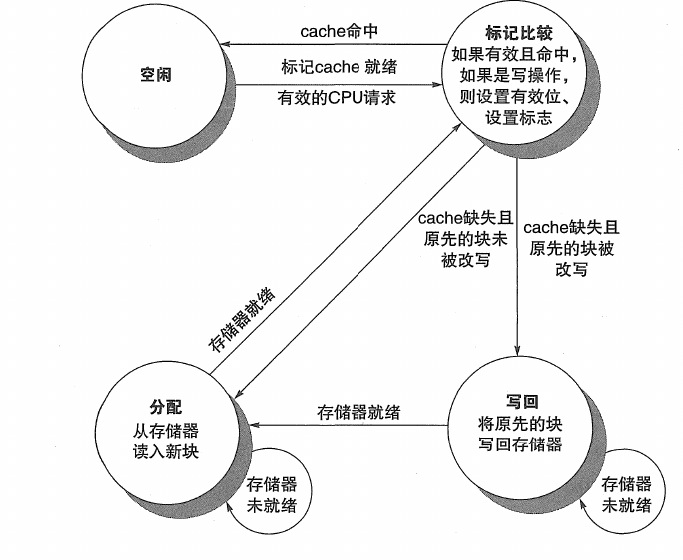 cache命中
标记cache 就绪
有效的CPU请求
空闲
标记比较
如果有效且命中，
如果是写操作，
则设置有效位、
设置标志
cache缺失且
原先的块未
被改写
cache缺失且
原先的块被
改写
存储器就绪
分配
从存储器
读入新块
存储器就绪
写回
将原先的块
写回存储器
存储器
未就绪
存储器
未就绪